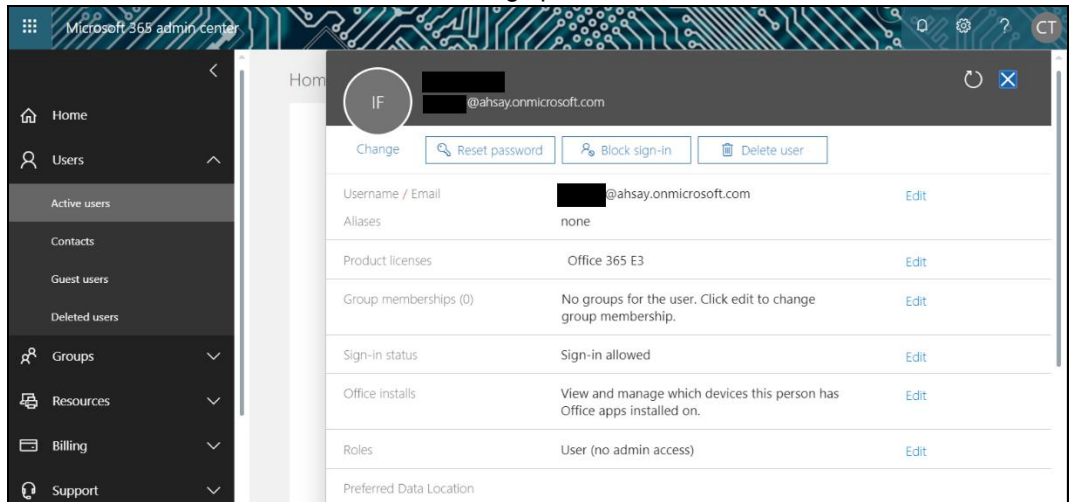 Microsoft 365 admin center
?
CT
Home
Users
Active users
Contacts
Guest users
Deleted users
Groups
Resources
Billing
Support
Hom
IF
@ahsay.onmicrosoft.com
Change
Reset password
Block sign-in
Delete user
Username / Email
@ahsay.onmicrosoft.com
Edit
Aliases
none
Product licenses
Office 365 E3
Edit
Group memberships (0)
No groups for the user. Click edit to change
group membership.
Edit
Sign-in status
Sign-in allowed
Edit
Office installs
View and manage which devices this person has
Office apps installed on.
Edit
Roles
User (no admin access)
Edit
Preferred Data Location